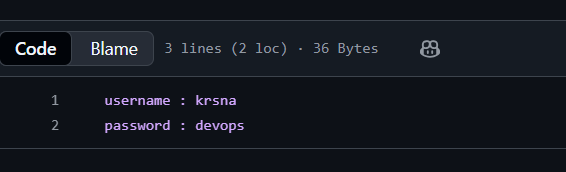 Code Blame 3 lines (2 loc) · 36 Bytes
1 username : krsna
2 password : devops